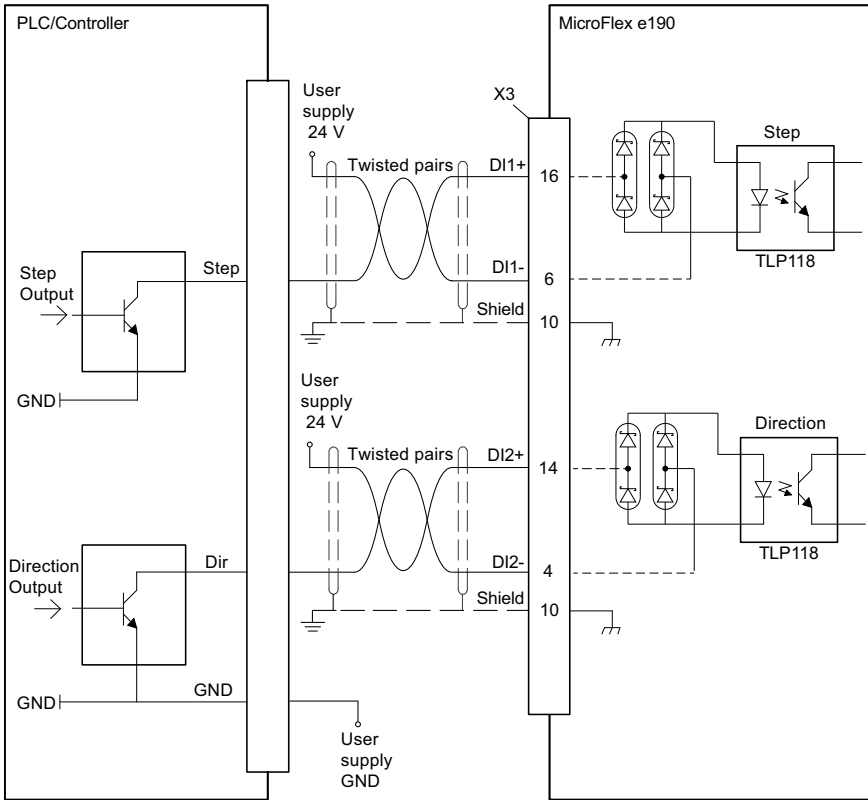 PLC/Controller
MicroFlex e190
User
supply
24 V
X3
Twisted pairs
DI1+
16
Step
TLP118
Step
Output
Step
DI1-
6
Shield
10
GND
User
supply
24 V
Twisted pairs
DI2+
14
Direction
TLP118
Direction
Output
Dir
DI2-
4
Shield
10
GND
GND
User
supply
GND